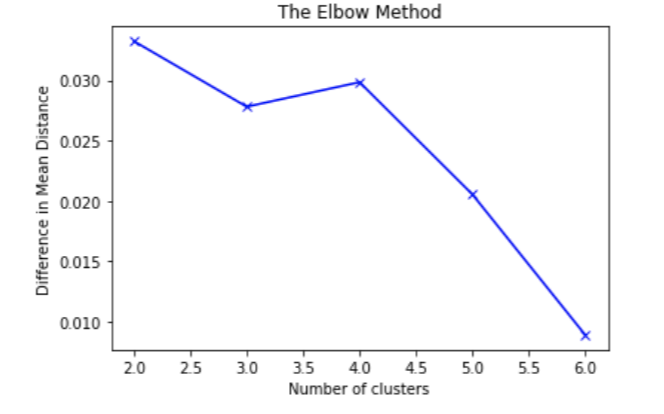 The Elbow Method
Difference in Mean Distance
0.030
0.025
0.020
0.015
0.010
2.0 2.5 3.0 3.5 4.0 4.5 5.0 5.5 6.0
Number of clusters